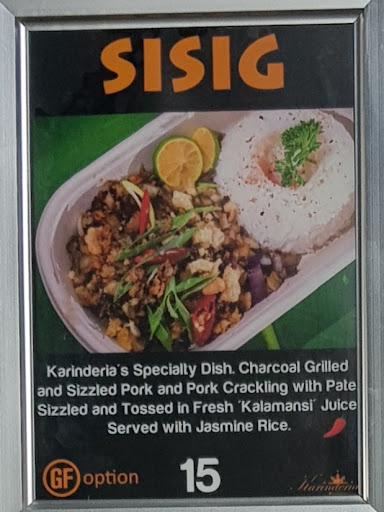 SISIG
Karinderia's Specialty Dish. Charcoal Grilled
and Sizzled Pork and Pork Crackling with Pate
Sizzled and Tossed in Fresh 'Kalamansi' Juice
Served with Jasmine Rice.
GF option
15
Karinderia